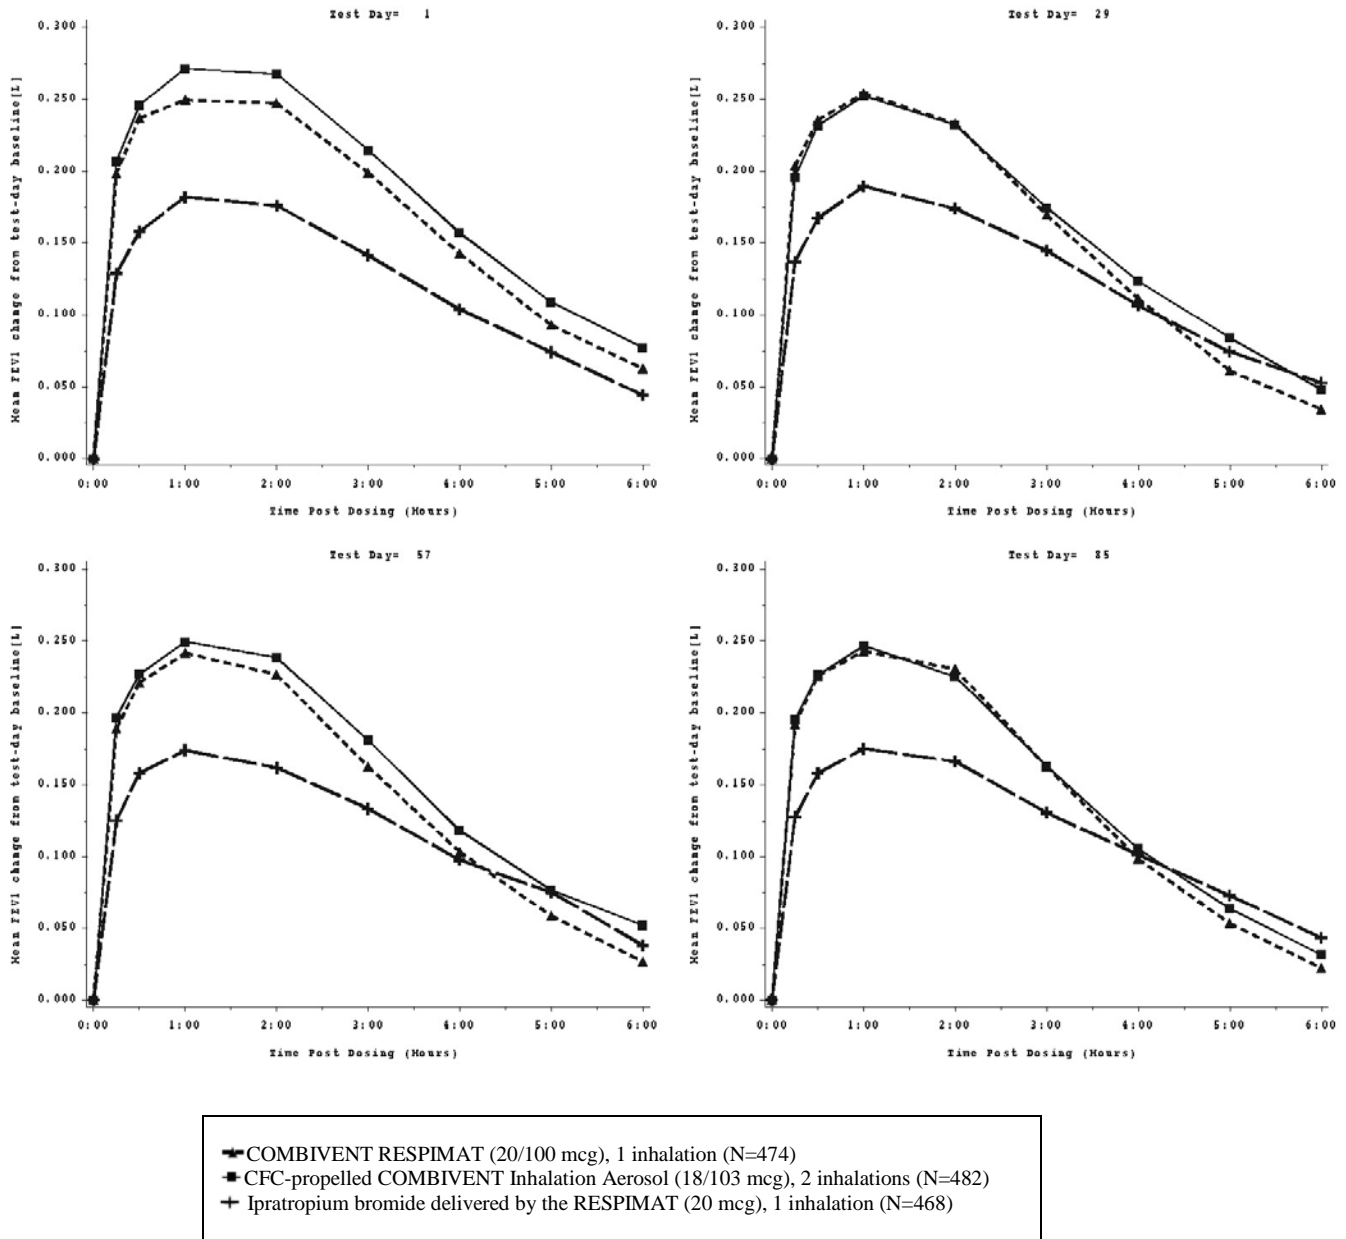 Test Day= 1
Mean FEV1 change from test-day baseline[L]
0.300
0.250
0.200
0.150
0.100
0.050
0.000
0:00 1:00 2:00 3:00 4:00 5:00 6:00
Time Post Dosing (Hours)
Test Day= 29
Mean FEV1 change from test-day baseline[L]
0.300
0.250
0.200
0.150
0.100
0.050
0.000
0:00 1:00 2:00 3:00 4:00 5:00 6:00
Time Post Dosing (Hours)
Test Day= 57
Mean FEV1 change from test-day baseline[L]
0.300
0.250
0.200
0.150
0.100
0.050
0.000
0:00 1:00 2:00 3:00 4:00 5:00 6:00
Time Post Dosing (Hours)
Test Day= 85
Mean FEV1 change from test-day baseline[L]
0.300
0.250
0.200
0.150
0.100
0.050
0.000
0:00 1:00 2:00 3:00 4:00 5:00 6:00
Time Post Dosing (Hours)
COMBIVENT RESPIMAT (20/100 mcg), 1 inhalation (N=474)
CFC-propelled COMBIVENT Inhalation Aerosol (18/103 mcg), 2 inhalations (N=482)
Ipratropium bromide delivered by the RESPIMAT (20 mcg), 1 inhalation (N=468)